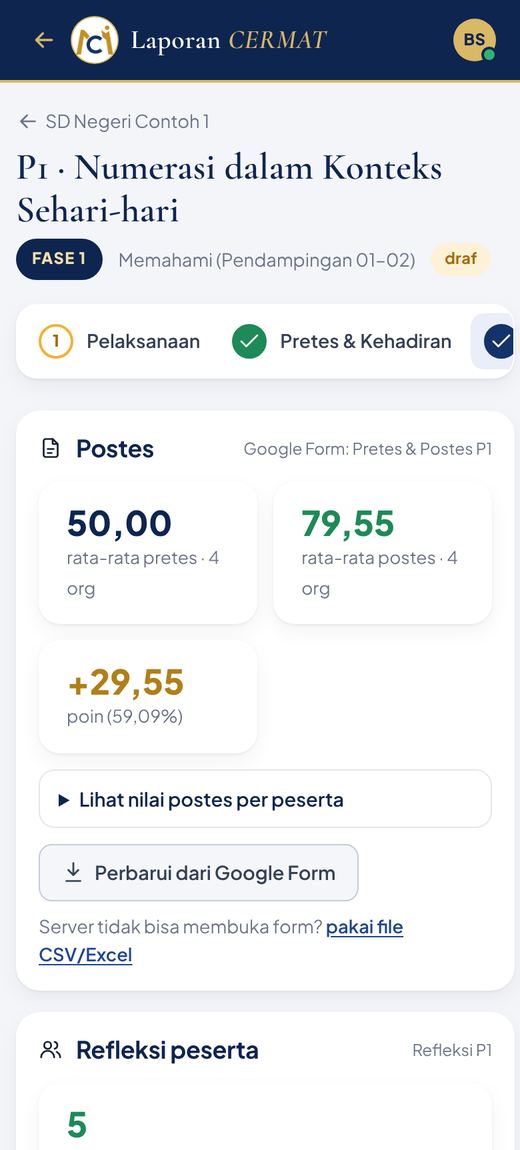 Laporan CERMAT
BS
← SD Negeri Contoh 1
P1 · Numerasi dalam Konteks
Sehari-hari
FASE 1
Memahami (Pendampingan 01–02)
draf
1 Pelaksanaan
Pretes & Kehadiran
Postes
Google Form: Pretes & Postes P1
50,00
rata-rata pretes · 4
org
79,55
rata-rata postes · 4
org
+29,55
poin (59,09%)
▶ Lihat nilai postes per peserta
Perbarui dari Google Form
Server tidak bisa membuka form? pakai file
CSV/Excel
Refleksi peserta
Refleksi P1
5